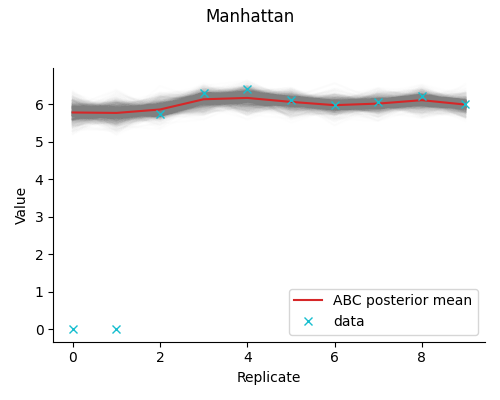 Manhattan
Value
6
5
4
3
2
1
0
0 2 4 6 8
Replicate
ABC posterior mean
data